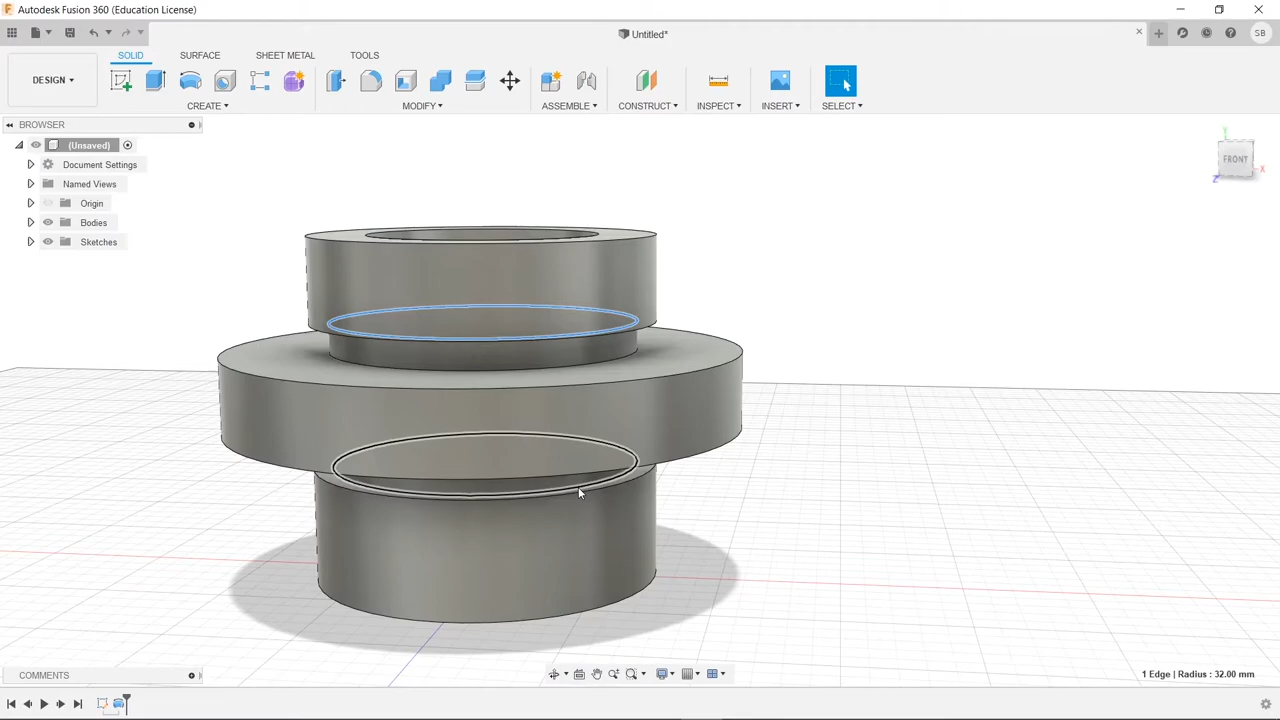 Autodesk Fusion 360 (Education License)
Untitled*
SB
SOLID SURFACE SHEET METAL TOOLS
DESIGN
CREATE MODIFY ASSEMBLE CONSTRUCT INSPECT INSERT SELECT
BROWSER
(Unsaved)
Document Settings
Named Views
Origin
Bodies
Sketches
Y
FRONT
X
Z
COMMENTS
1 Edge | Radius : 32.00 mm